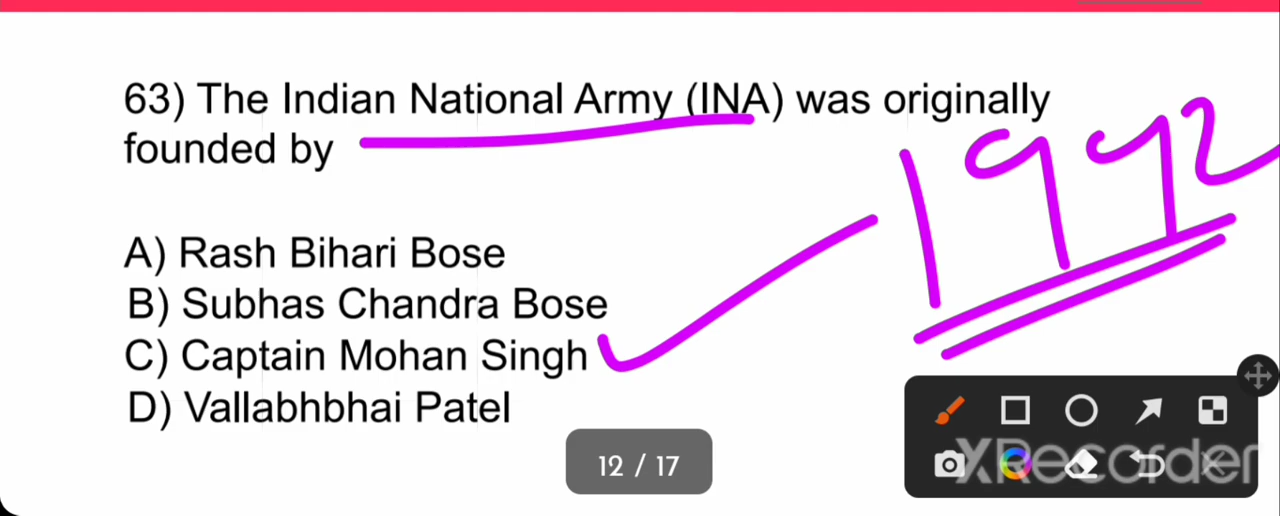 63) The Indian National Army (INA) was originally
founded by
1942
A) Rash Bihari Bose
B) Subhas Chandra Bose
C) Captain Mohan Singh
D) Vallabhbhai Patel
12 / 17
XRecorder